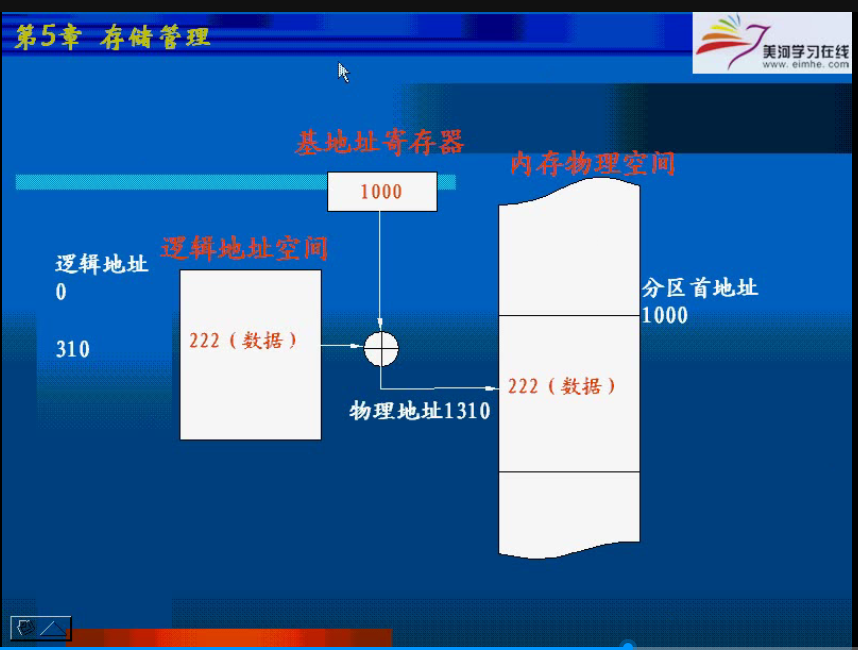 第5章 存储管理
美河学习在线
www. eimhe. com
基地址寄存器
1000
内存物理空间
逻辑地址空间
逻辑地址
0
310
222（数据）
物理地址1310
分区首地址
1000
222（数据）